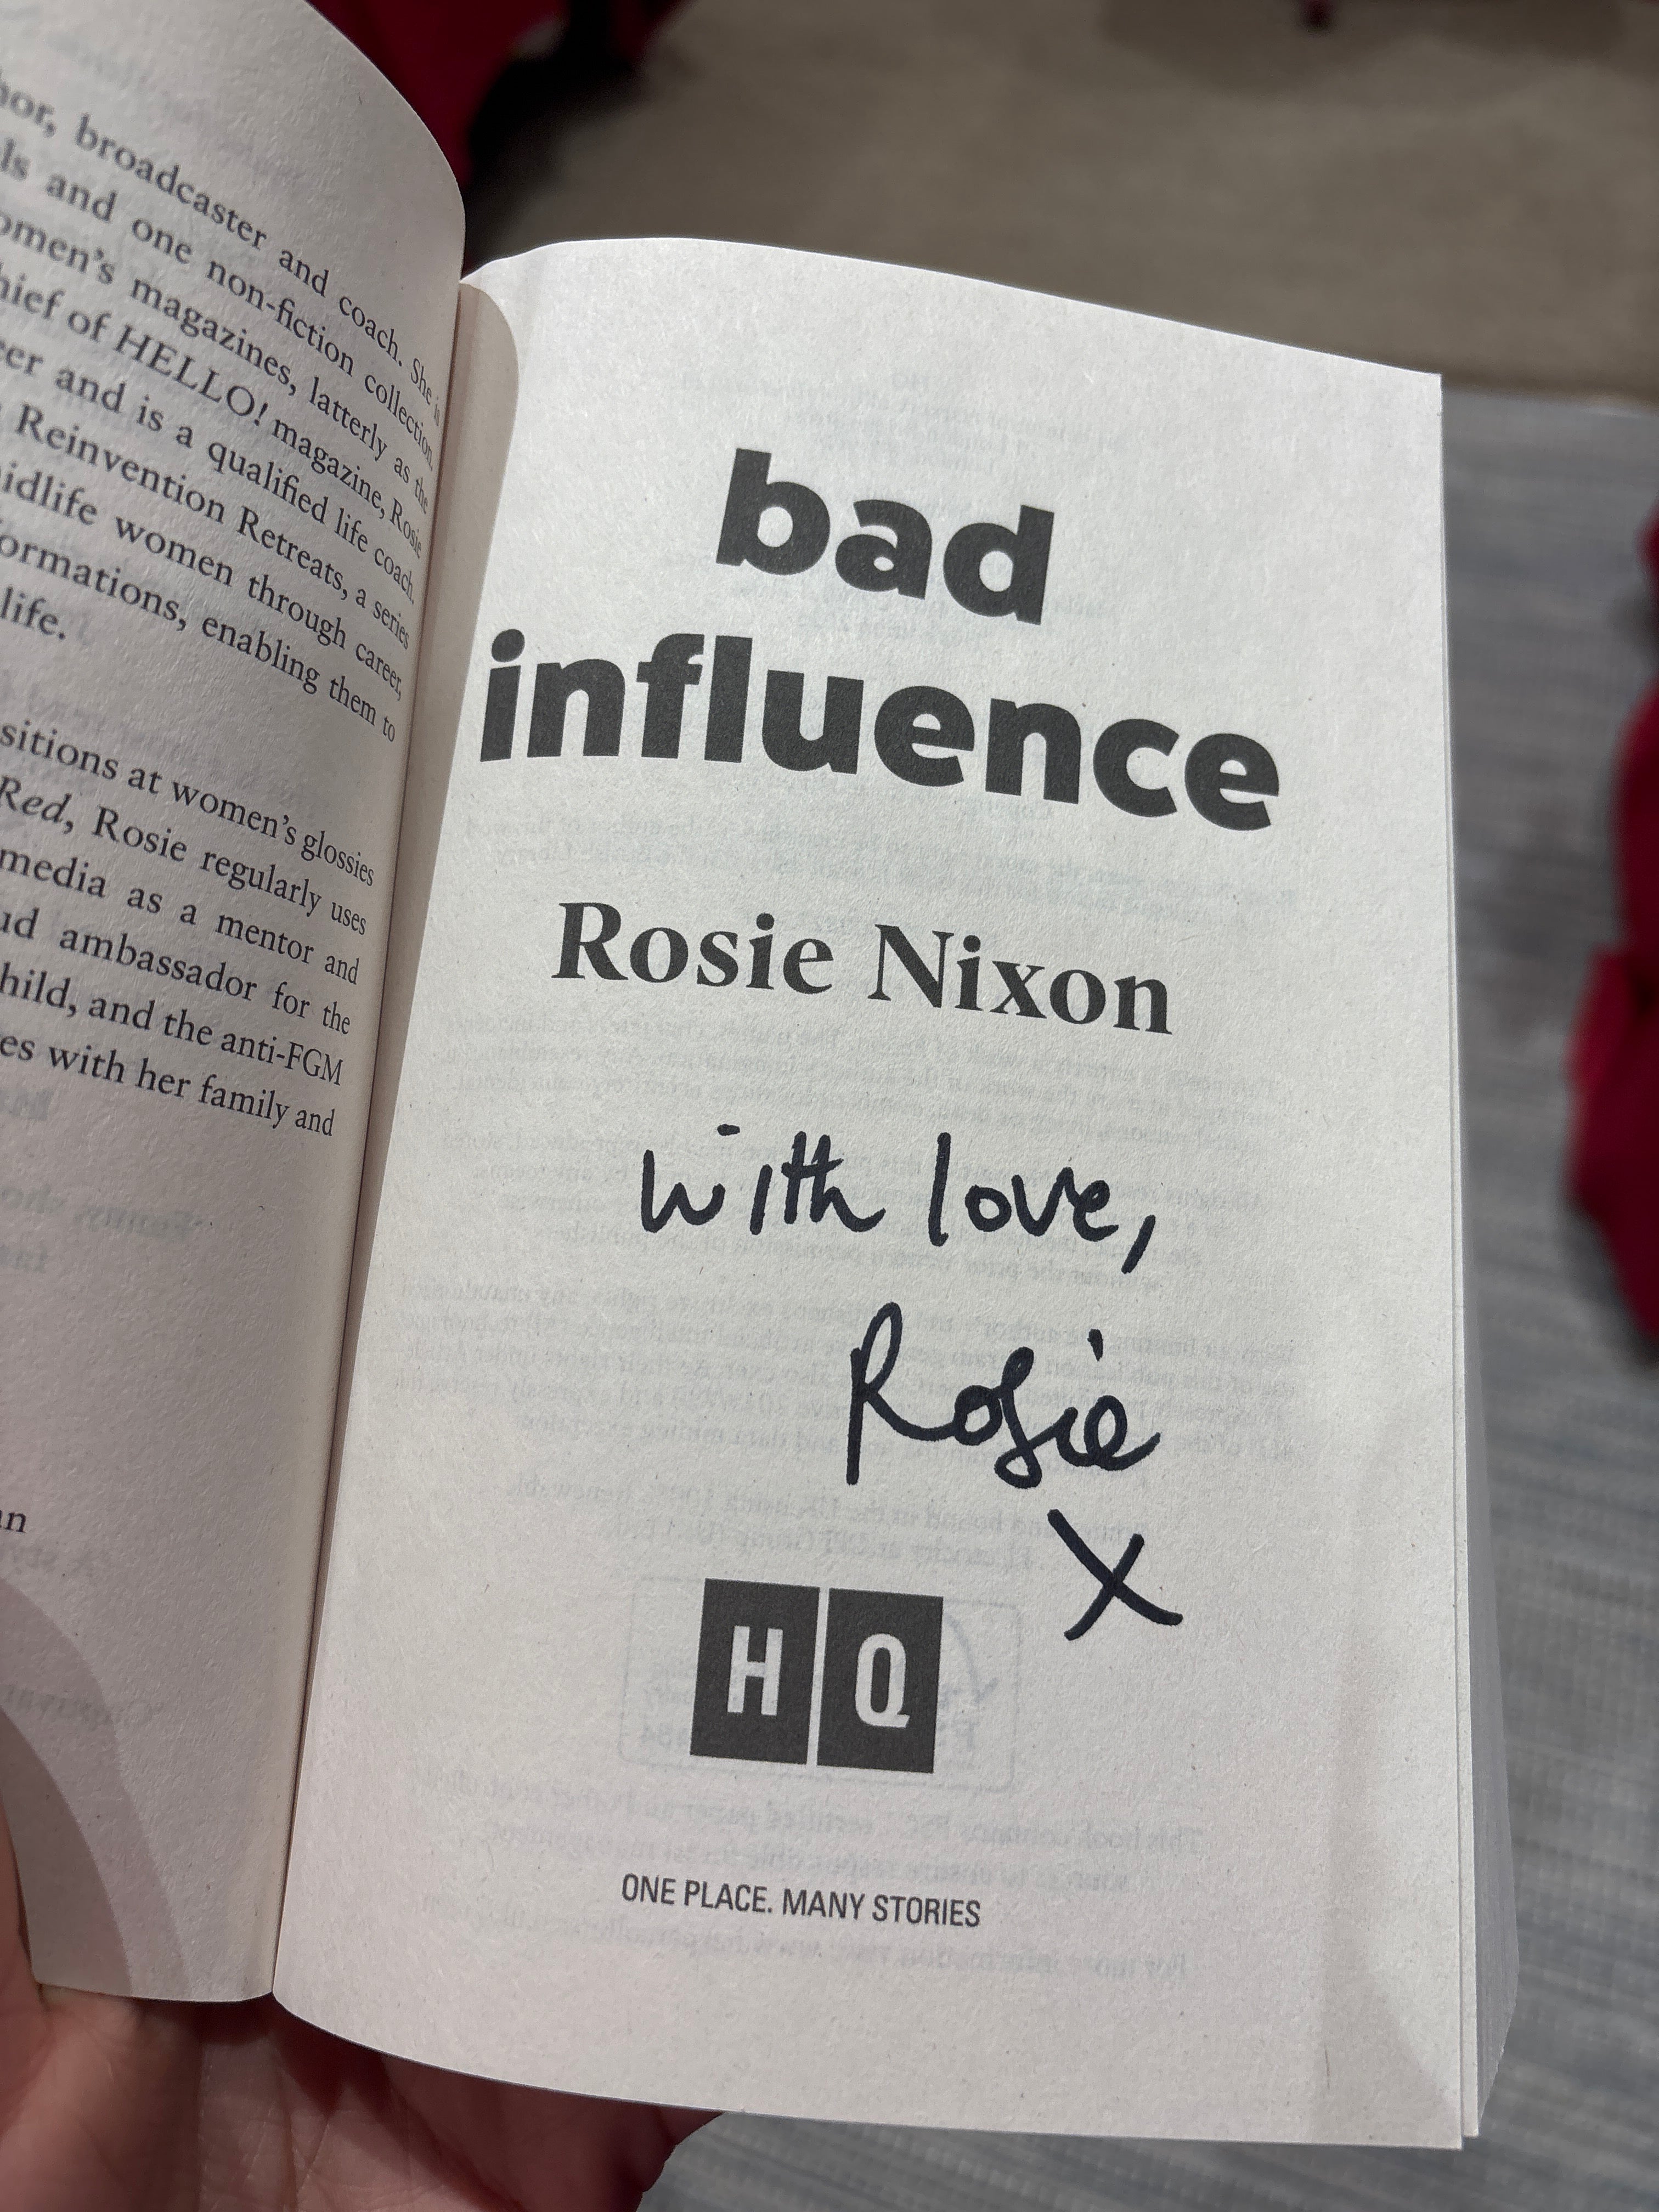 or, broadcaster and coach. She is
ls and one non-fiction collection.
omen's magazines, latterly as the
hief of HELLO! magazine, Rosie
er and is a qualified life coach.
Reinvention Retreats, a series
idlife women through career,
ormations, enabling them to
life.
sitions at women's glossies
Red, Rosie regularly uses
media as a mentor and
ud ambassador for the
hild, and the anti-FGM
es with her family and
bad
influence
Rosie Nixon
with love,
Rosie
X
HQ
ONE PLACE. MANY STORIES